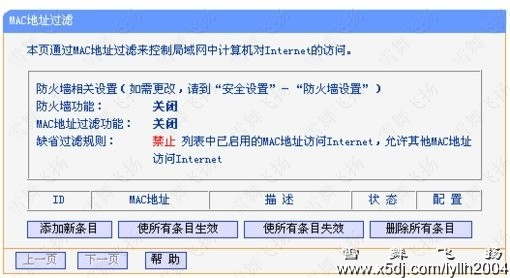 MAC地址过滤
本页通过MAC地址过滤来控制局域网中计算机对Internet的访问。
防火墙相关设置(如需更改，请到“安全设置”-“防火墙设置”)
防火墙功能： 关闭
MAC地址过滤功能： 关闭
缺省过滤规则： 禁止 列表中已启用的MAC地址访问Internet，允许其他MAC地址
访问Internet
ID MAC地址 描 述 状 态 配 置
添加新条目 使所有条目生效 使所有条目失效 删除所有条目
上一页 下一页 帮 助
雪 舞 飞 扬
www.x5dj.com/lyllh2004